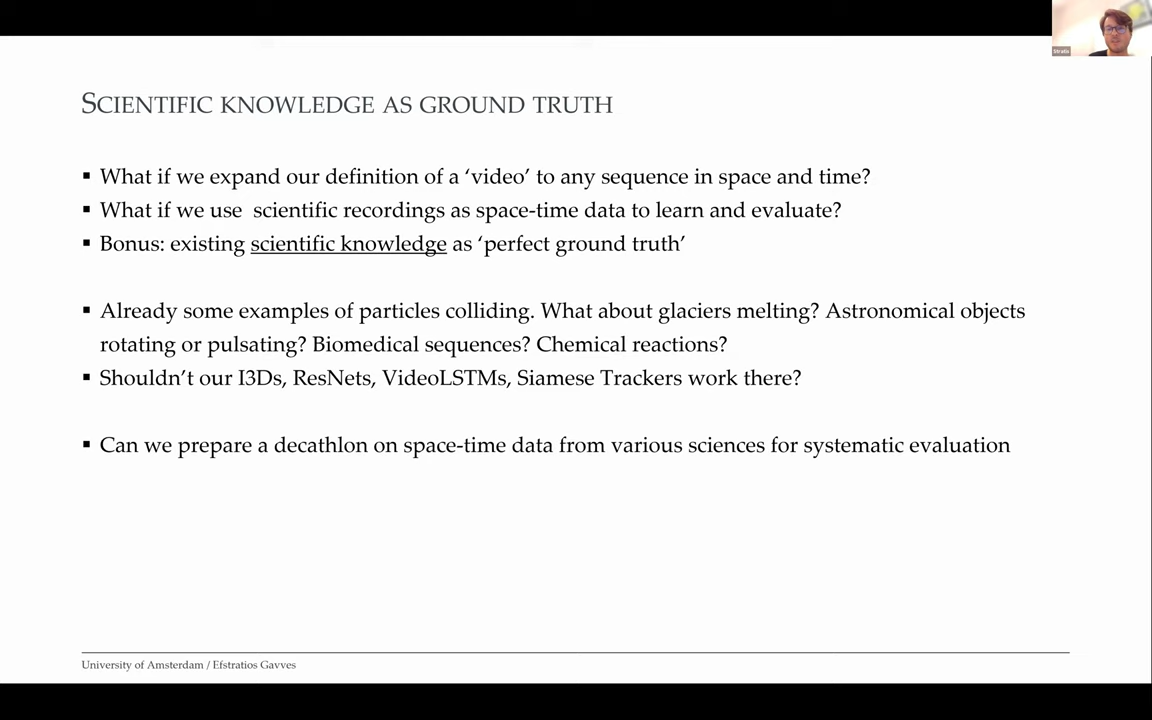 Stratis
SCIENTIFIC KNOWLEDGE AS GROUND TRUTH
▪ What if we expand our definition of a ‘video’ to any sequence in space and time?
▪ What if we use scientific recordings as space-time data to learn and evaluate?
▪ Bonus: existing scientific knowledge as ‘perfect ground truth’
▪ Already some examples of particles colliding. What about glaciers melting? Astronomical objects
rotating or pulsating? Biomedical sequences? Chemical reactions?
▪ Shouldn’t our I3Ds, ResNets, VideoLSTMs, Siamese Trackers work there?
▪ Can we prepare a decathlon on space-time data from various sciences for systematic evaluation
University of Amsterdam / Efstratios Gavves